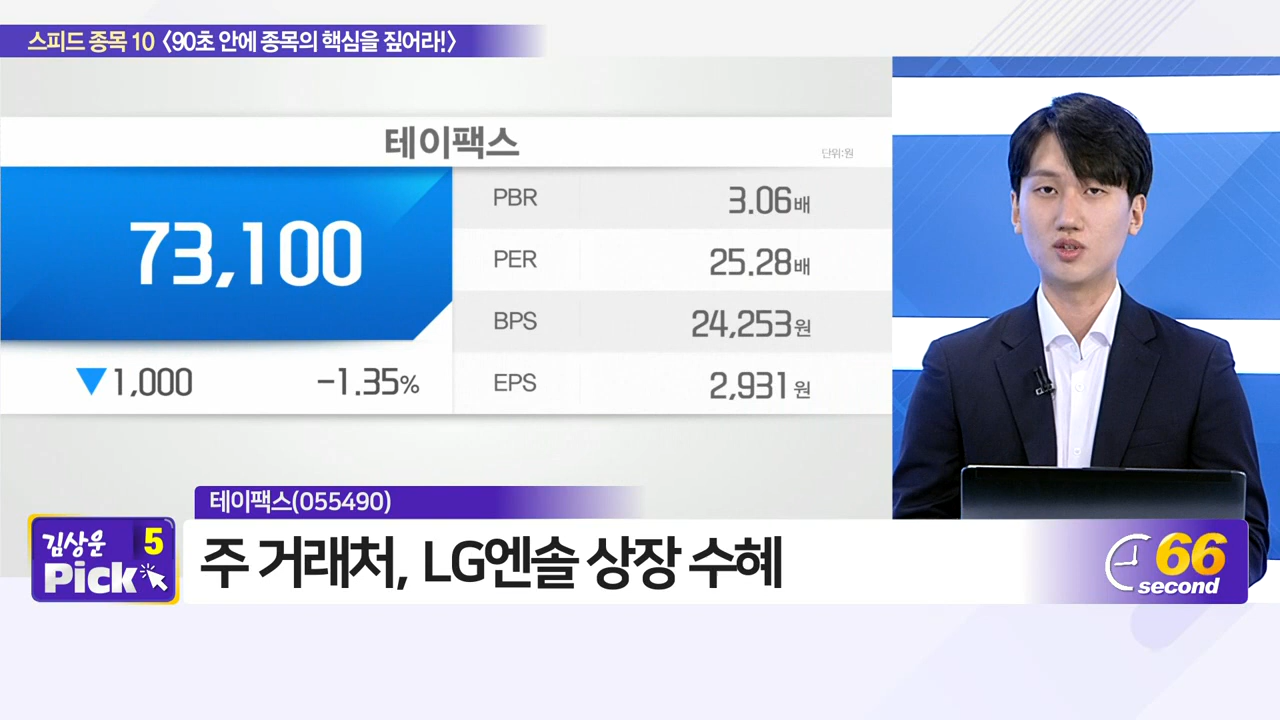 스피드 종목 10 <90초 안에 종목의 핵심을 짚어라!>
테이팩스
단위:원
73,100
▼1,000 -1.35%
PBR 3.06배
PER 25.28배
BPS 24,253원
EPS 2,931원
테이팩스(055490)
김상운 5
Pick
주 거래처, LG엔솔 상장 수혜
66
second